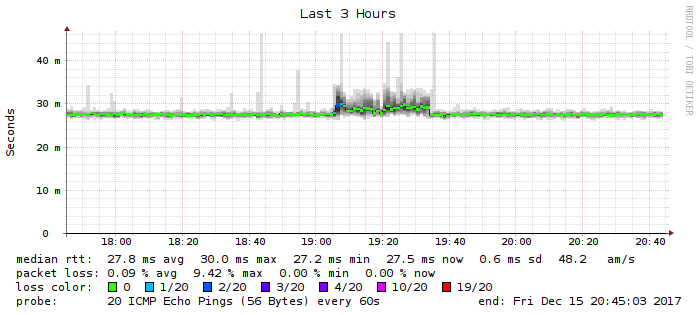 Last 3 Hours
RRDTOOL / TOBI OETIKER
Seconds
40 m
30 m
20 m
10 m
0
18:00 18:20 18:40 19:00 19:20 19:40 20:00 20:20 20:40
median rtt: 27.8 ms avg 30.0 ms max 27.2 ms min 27.5 ms now 0.6 ms sd 48.2 am/s
packet loss: 0.09 % avg 9.42 % max 0.00 % min 0.00 % now
loss color: 0 1/20 2/20 3/20 4/20 10/20 19/20
probe: 20 ICMP Echo Pings (56 Bytes) every 60s end: Fri Dec 15 20:45:03 2017